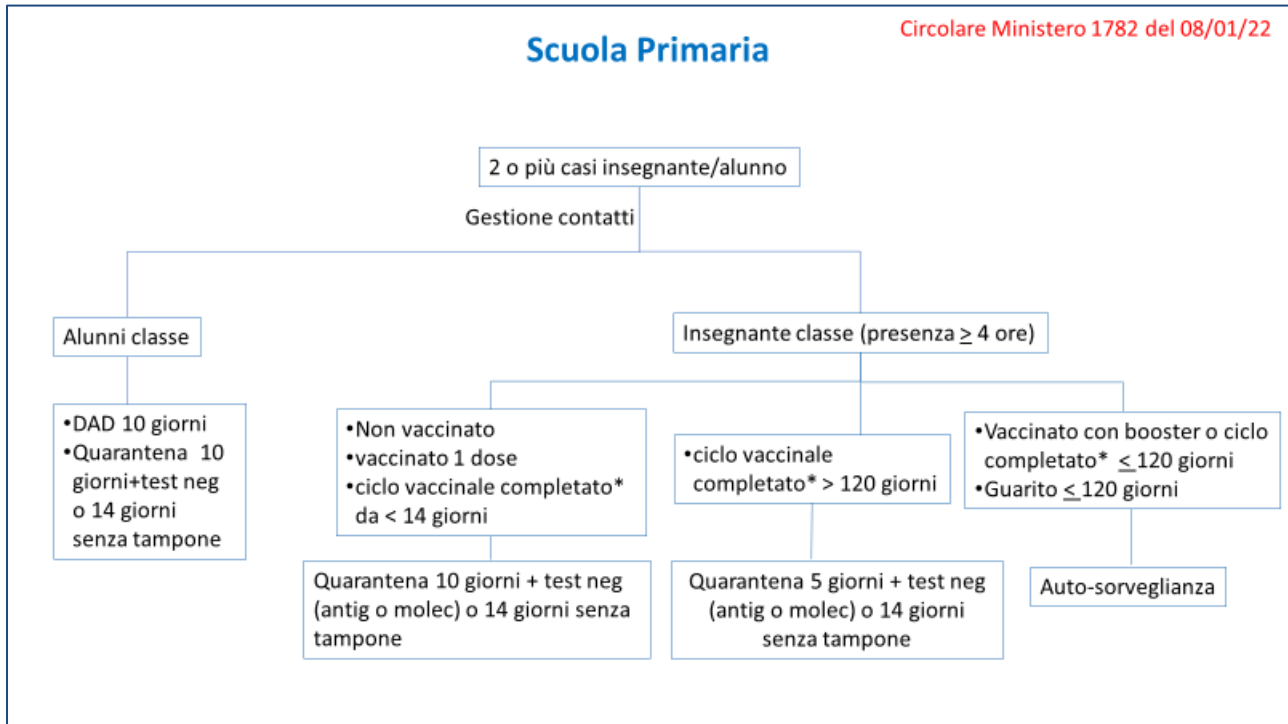 Circolare Ministero 1782 del 08/01/22
Scuola Primaria
2 o più casi insegnante/alunno
Gestione contatti
Alunni classe
Insegnante classe (presenza > 4 ore)
•DAD 10 giorni
•Quarantena 10
giorni+test neg
o 14 giorni
senza tampone
•Non vaccinato
•vaccinato 1 dose
•ciclo vaccinale completato*
da < 14 giorni
•ciclo vaccinale
completato* > 120 giorni
•Vaccinato con booster o ciclo
completato* < 120 giorni
•Guarito < 120 giorni
Quarantena 10 giorni + test neg
(antig o molec) o 14 giorni senza
tampone
Quarantena 5 giorni + test neg
(antig o molec) o 14 giorni
senza tampone
Auto-sorveglianza